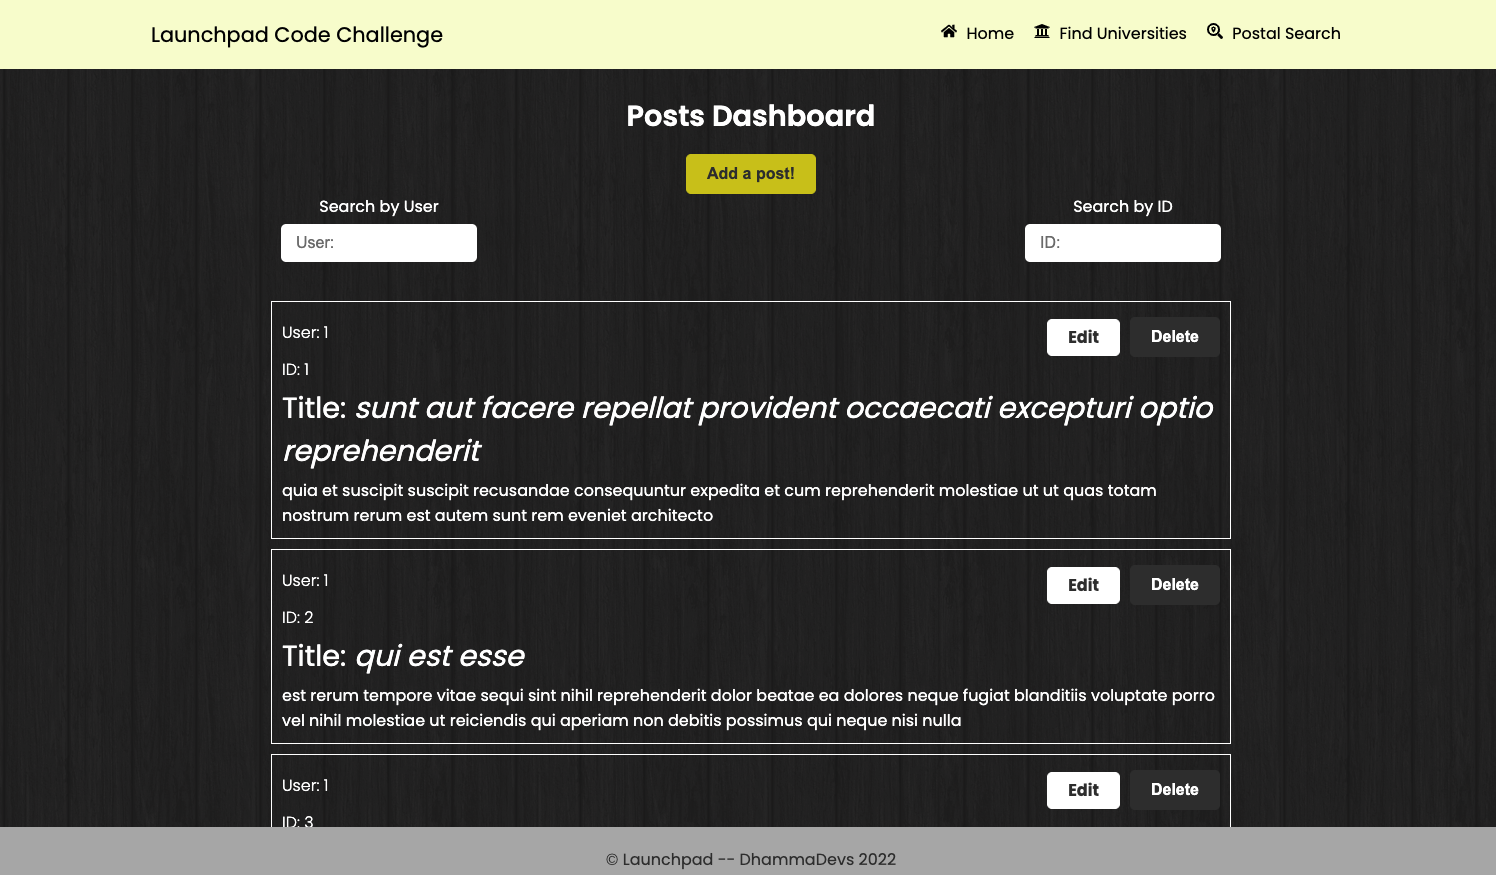 Launchpad Code Challenge
Home
Find Universities
Postal Search
Posts Dashboard
Add a post!
Search by User
Search by ID
User:
ID:
User: 1
Edit
Delete
ID: 1
Title: sunt aut facere repellat provident occaecati excepturi optio
reprehenderit
quia et suscipit suscipit recusandae consequuntur expedita et cum reprehenderit molestiae ut ut quas totam
nostrum rerum est autem sunt rem eveniet architecto
User: 1
Edit
Delete
ID: 2
Title: qui est esse
est rerum tempore vitae sequi sint nihil reprehenderit dolor beatae ea dolores neque fugiat blanditiis voluptate porro
vel nihil molestiae ut reiciendis qui aperiam non debitis possimus qui neque nisi nulla
User: 1
Edit
Delete
ID: 3
© Launchpad -- DhammaDevs 2022